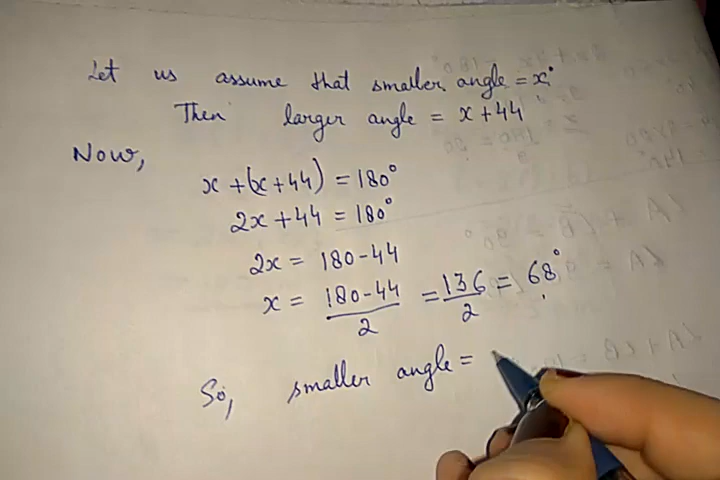 Let us assume that smaller angle = x°
Then larger angle = x + 44
Now,
x + (x + 44) = 180°
2x + 44 = 180°
2x = 180 - 44
x = 180 - 44 / 2 = 136 / 2 = 68°
So, smaller angle =